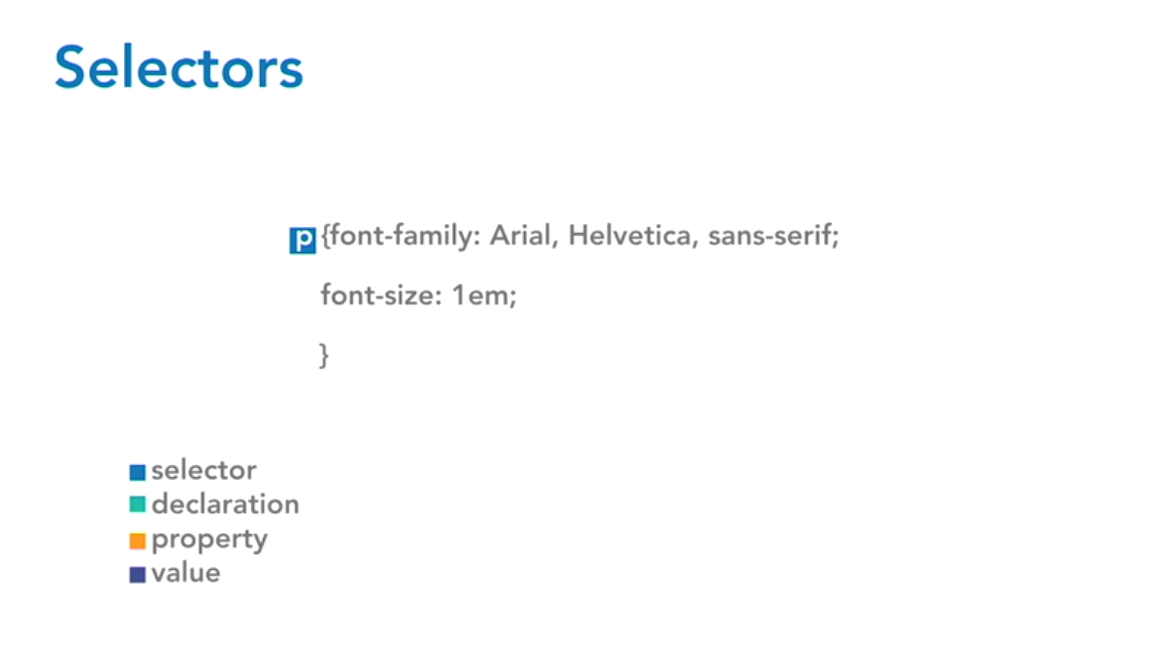 Selectors
p {font-family: Arial, Helvetica, sans-serif;
font-size: 1em;
}
selector
declaration
property
value